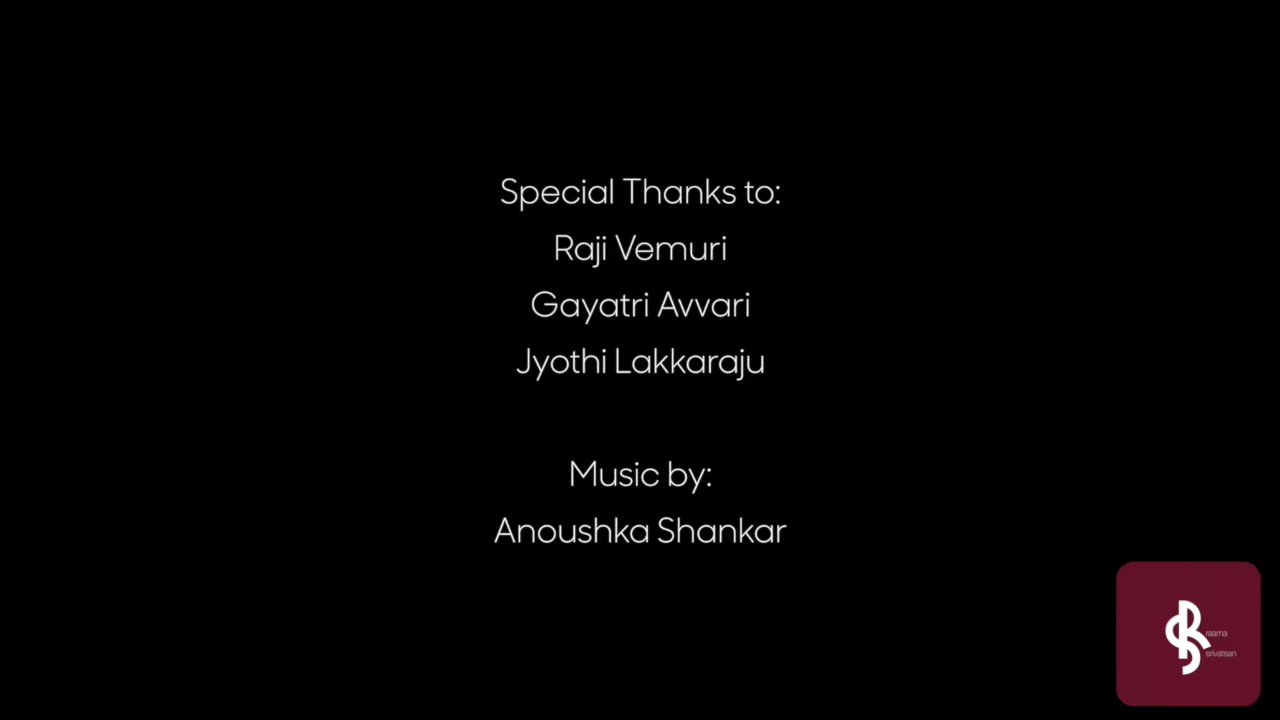 Special Thanks to:
Raji Vemuri
Gayatri Avvari
Jyothi Lakkaraju
Music by:
Anoushka Shankar
raama
srivatsan